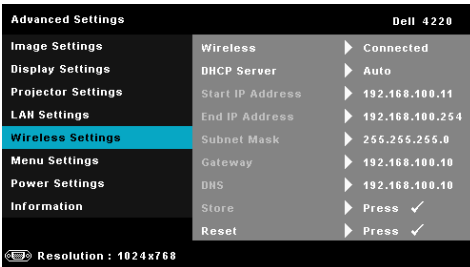 Advanced Settings Dell 4220
Image Settings Wireless Connected
Display Settings DHCP Server Auto
Projector Settings Start IP Address 192.168.100.11
LAN Settings End IP Address 192.168.100.254
Wireless Settings Subnet Mask 255.255.255.0
Menu Settings Gateway 192.168.100.10
Power Settings DNS 192.168.100.10
Information Store Press ✓
Reset Press ✓
Resolution : 1024x768